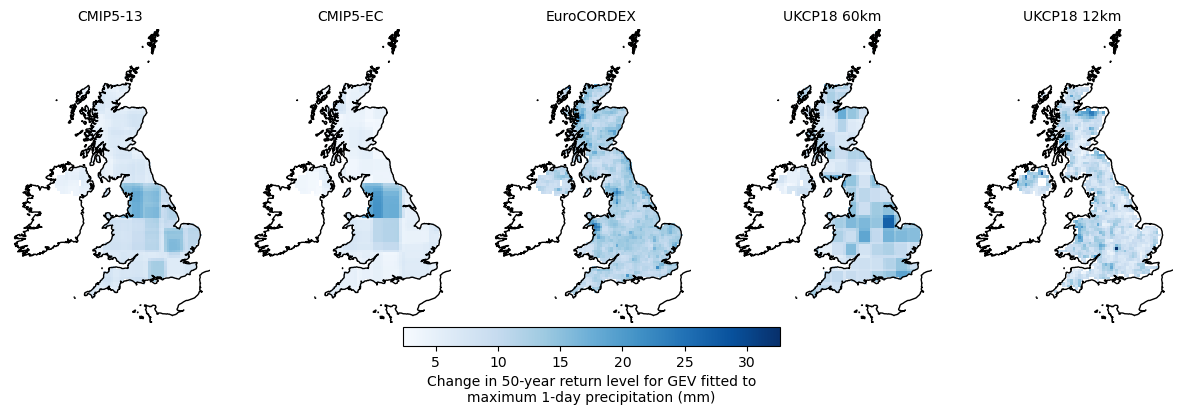 CMIP5-13
CMIP5-EC
EuroCORDEX
UKCP18 60km
UKCP18 12km
5 10 15 20 25 30
Change in 50-year return level for GEV fitted to
maximum 1-day precipitation (mm)